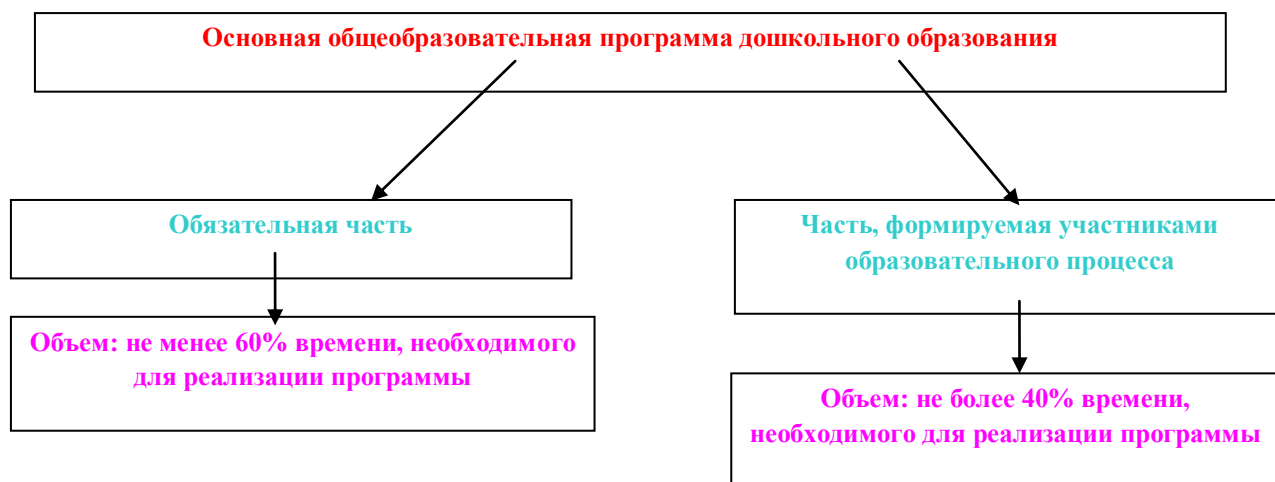 Основная общеобразовательная программа дошкольного образования
Обязательная часть
Часть, формируемая участниками
образовательного процесса
Объем: не менее 60% времени, необходимого
для реализации программы
Объем: не более 40% времени,
необходимого для реализации программы